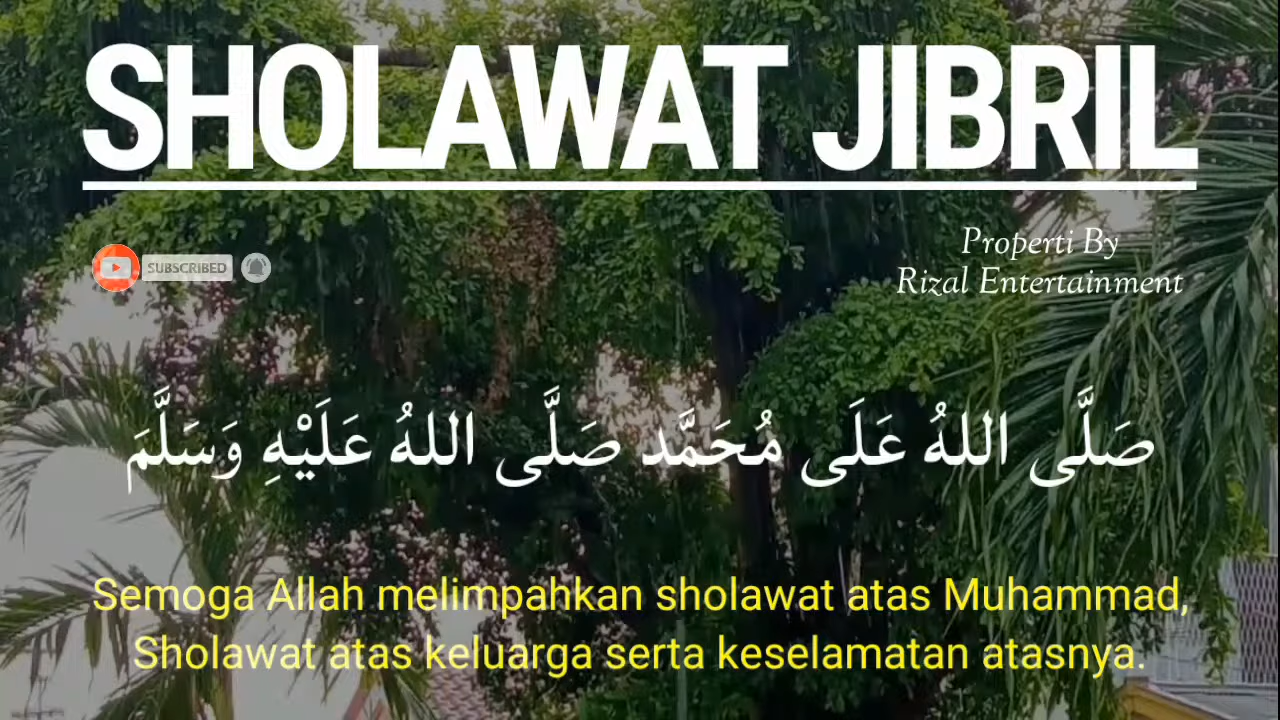 SHOLAWAT JIBRIL
SUBSCRIBED
Properti By
Rizal Entertainment
صَلَّى اللهُ عَلَى مُحَمَّد صَلَّى اللهُ عَلَيْهِ وَسَلَّمَ
Semoga Allah melimpahkan sholawat atas Muhammad,
Sholawat atas keluarga serta keselamatan atasnya.